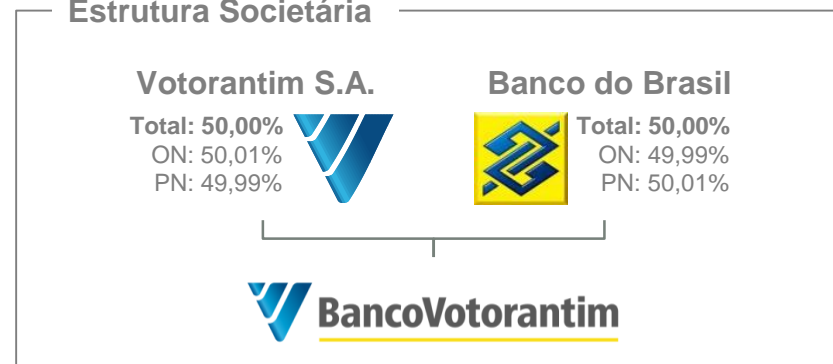 Estrutura Societária
Votorantim S.A.
Total: 50,00%
ON: 50,01%
PN: 49,99%
Banco do Brasil
Total: 50,00%
ON: 49,99%
PN: 50,01%
BancoVotorantim